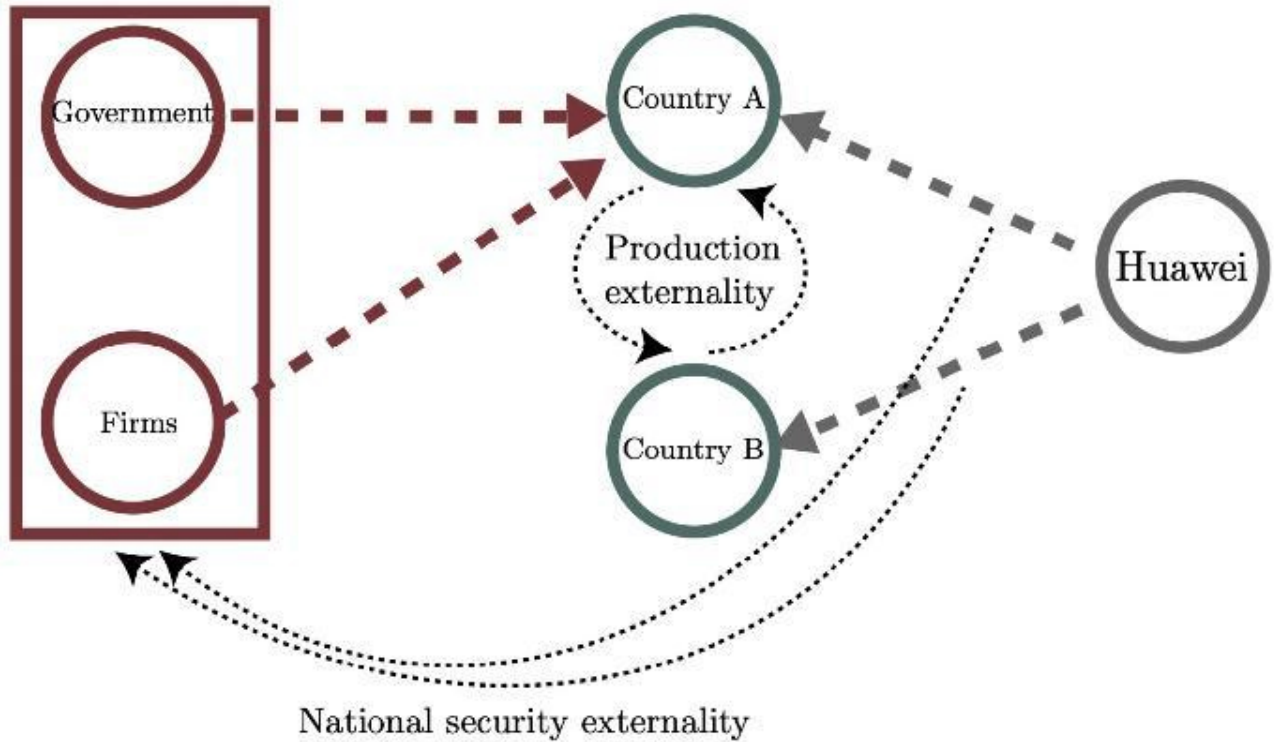 Government
Country A
Production
externality
Huawei
Firms
Country B
National security externality